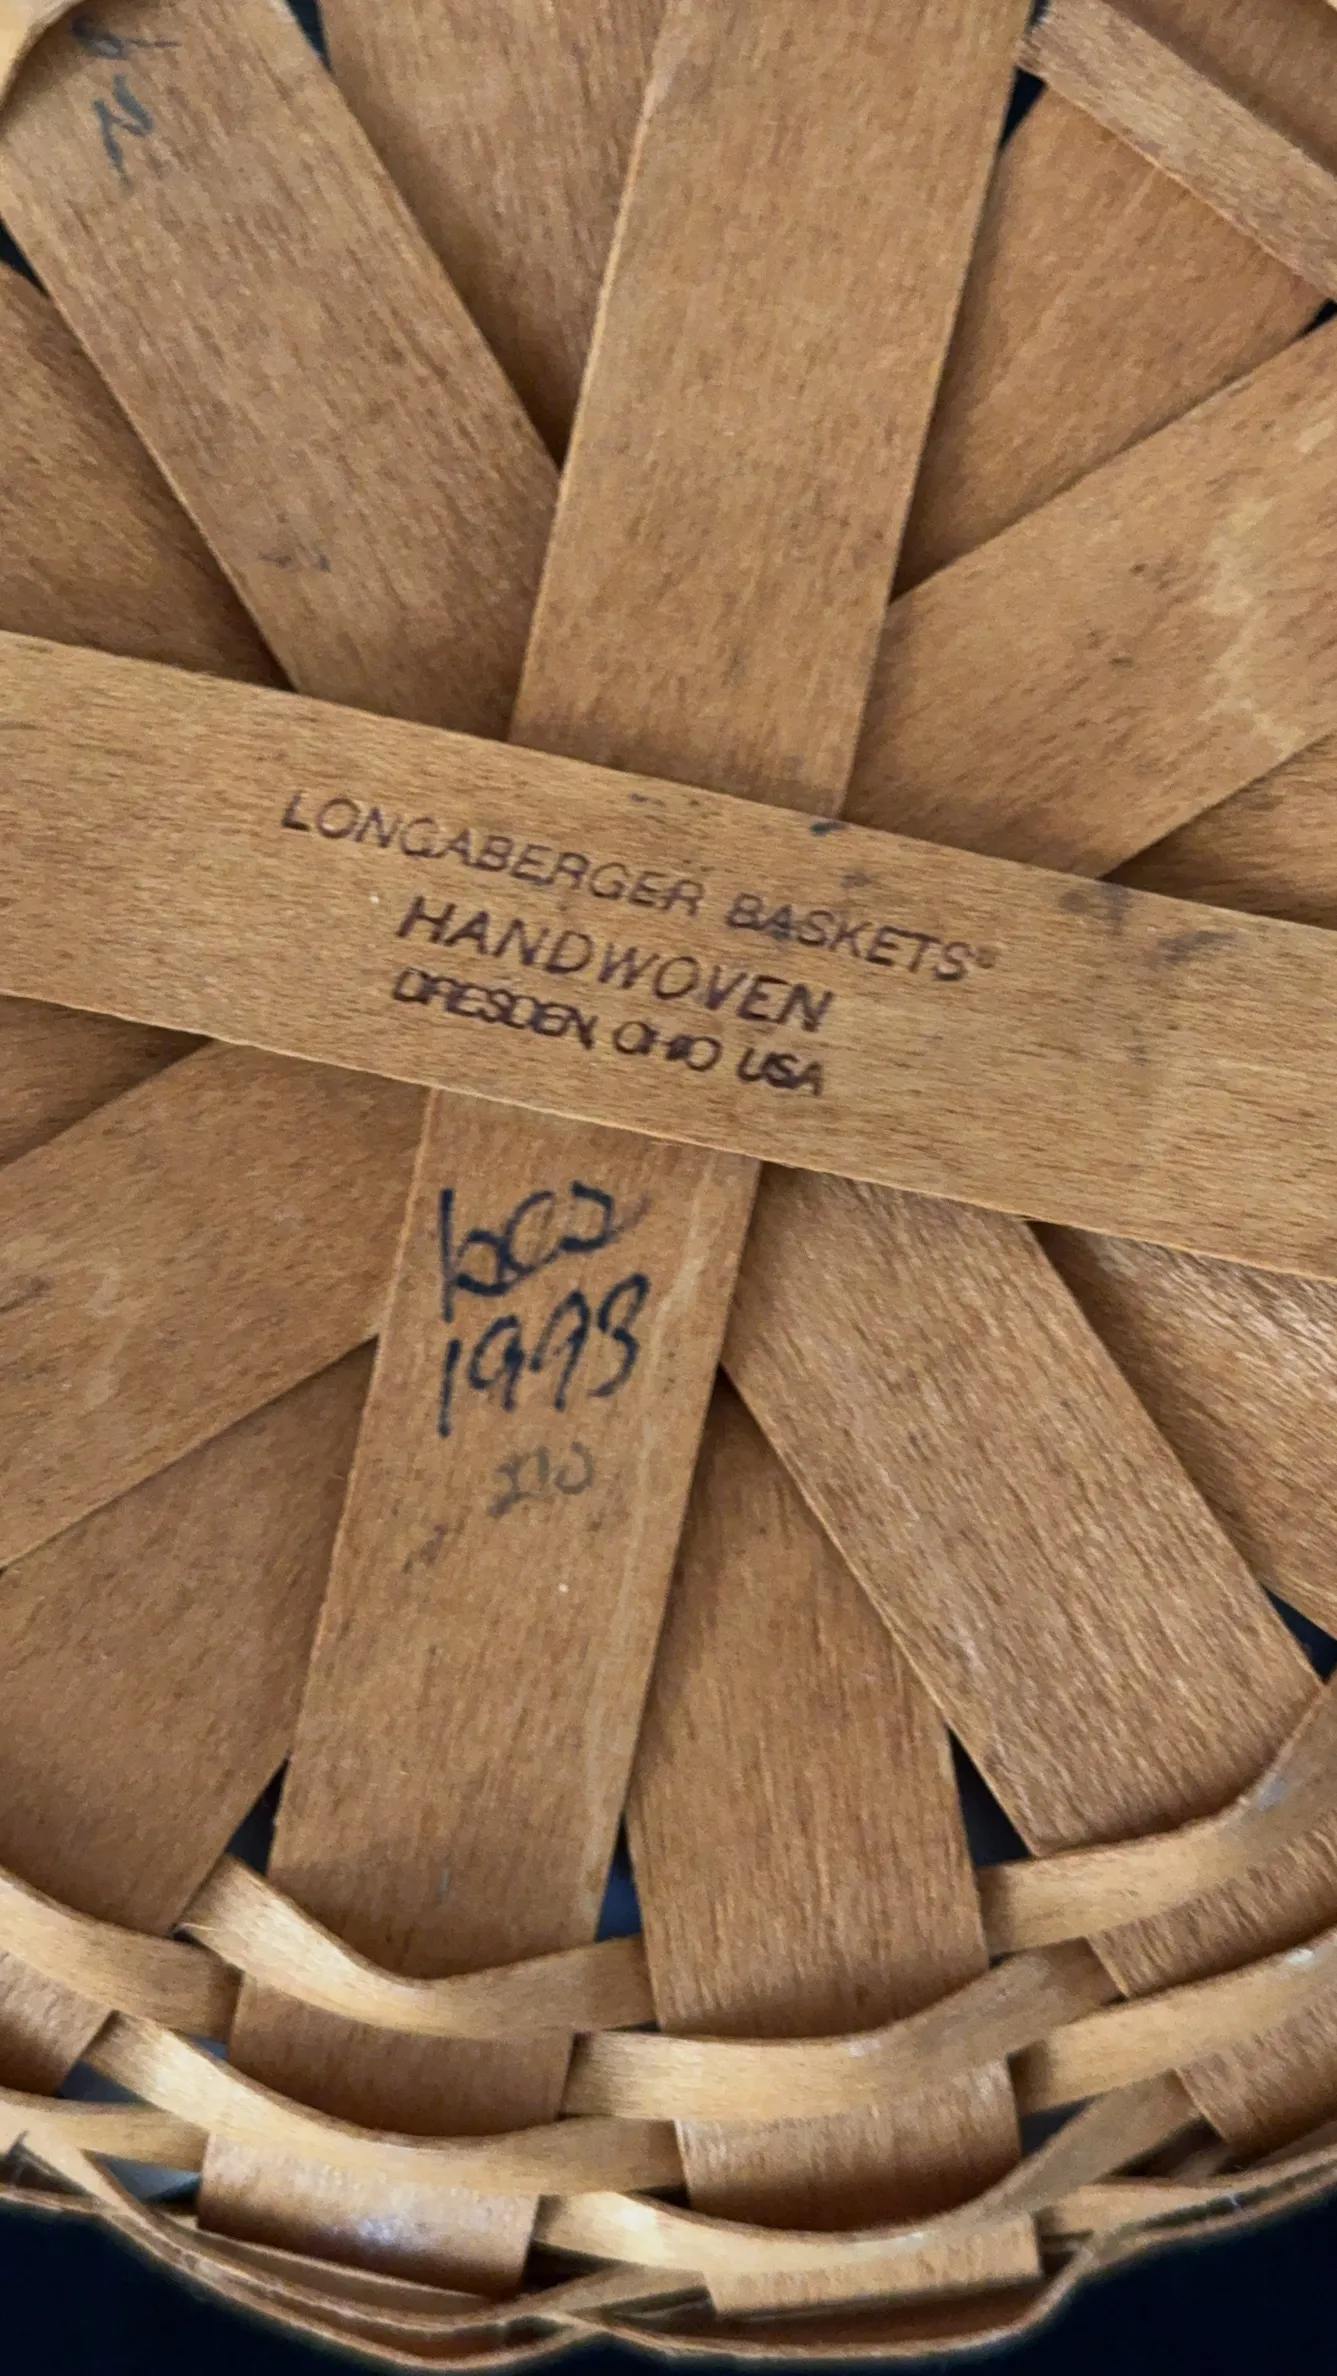 LONGABERGER BASKETS®
HANDWOVEN
DRESDEN, OHIO USA
1993